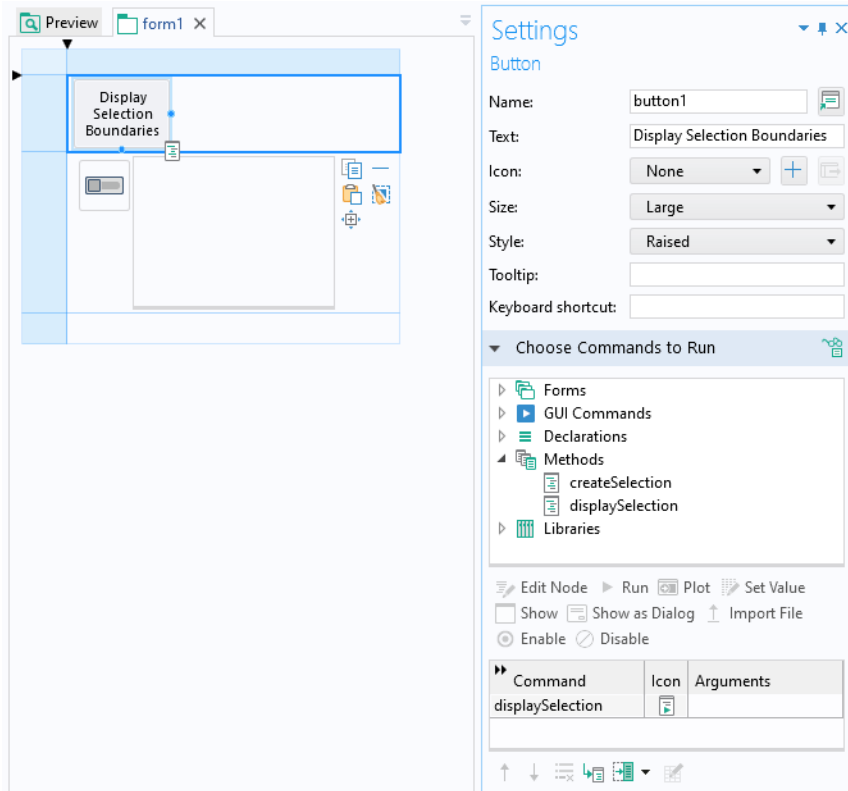 Preview
form1
Display
Selection
Boundaries
Settings
Button
Name: button1
Text: Display Selection Boundaries
Icon: None
Size: Large
Style: Raised
Tooltip:
Keyboard shortcut:
Choose Commands to Run
Forms
GUI Commands
Declarations
Methods
createSelection
displaySelection
Libraries
Edit Node Run Plot Set Value
Show Show as Dialog Import File
Enable Disable
Command Icon Arguments
displaySelection